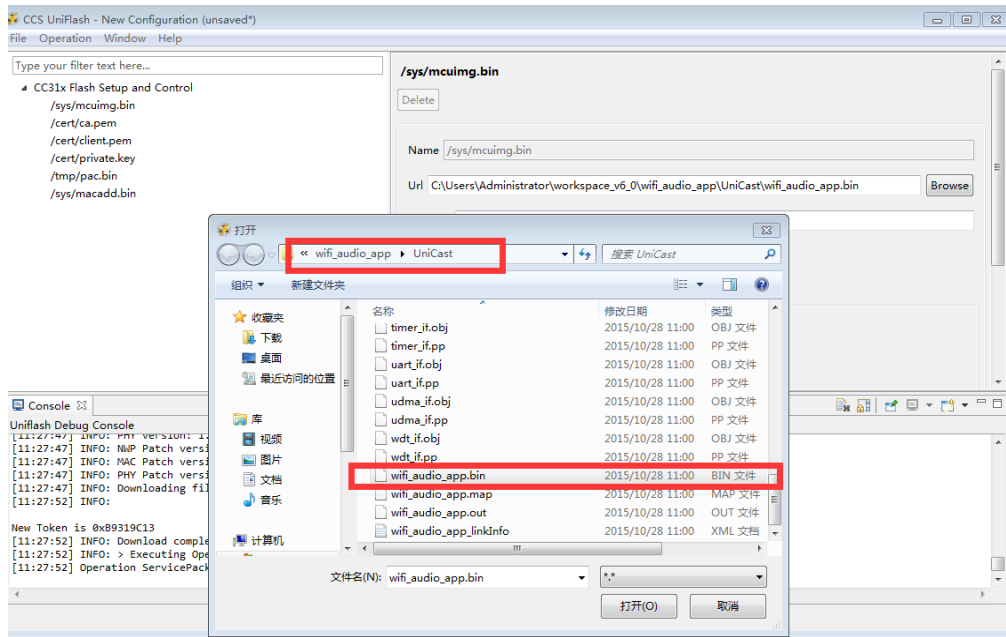 CCS UniFlash - New Configuration (unsaved*)
File Operation Window Help
Type your filter text here...
CC31x Flash Setup and Control
/sys/mcuimg.bin
/cert/ca.pem
/cert/client.pem
/cert/private.key
/tmp/pac.bin
/sys/macadd.bin
/sys/mcuimg.bin
Delete
Name /sys/mcuimg.bin
Url C:\Users\Administrator\workspace_v6_0\wifi_audio_app\UniCast\wifi_audio_app.bin Browse
打开
« wifi_audio_app UniCast 搜索 UniCast
组织 新建文件夹
收藏夹
下载
桌面
最近访问的位置
库
视频
图片
文档
音乐
计算机
名称 修改日期 类型
timer_if.obj 2015/10/28 11:00 OBJ 文件
timer_if.pp 2015/10/28 11:00 PP 文件
uart_if.obj 2015/10/28 11:00 OBJ 文件
uart_if.pp 2015/10/28 11:00 PP 文件
udma_if.obj 2015/10/28 11:00 OBJ 文件
udma_if.pp 2015/10/28 11:00 PP 文件
wdt_if.obj 2015/10/28 11:00 OBJ 文件
wdt_if.pp 2015/10/28 11:00 PP 文件
wifi_audio_app.bin 2015/10/28 11:00 BIN 文件
wifi_audio_app.map 2015/10/28 11:00 MAP 文件
wifi_audio_app.out 2015/10/28 11:00 OUT 文件
wifi_audio_app_linkInfo 2015/10/28 11:00 XML 文档
文件名(N): wifi_audio_app.bin *.*
打开(O) 取消
Console
Uniflash Debug Console
[11:27:47] INFO: PHY Version: 1.
[11:27:47] INFO: NWP Patch versi
[11:27:47] INFO: MAC Patch versi
[11:27:47] INFO: PHY Patch versi
[11:27:47] INFO: Downloading fil
[11:27:52] INFO:
New Token is 0xB9319C13
[11:27:52] INFO: Download comple
[11:27:52] INFO: > Executing Ope
[11:27:52] Operation ServicePack